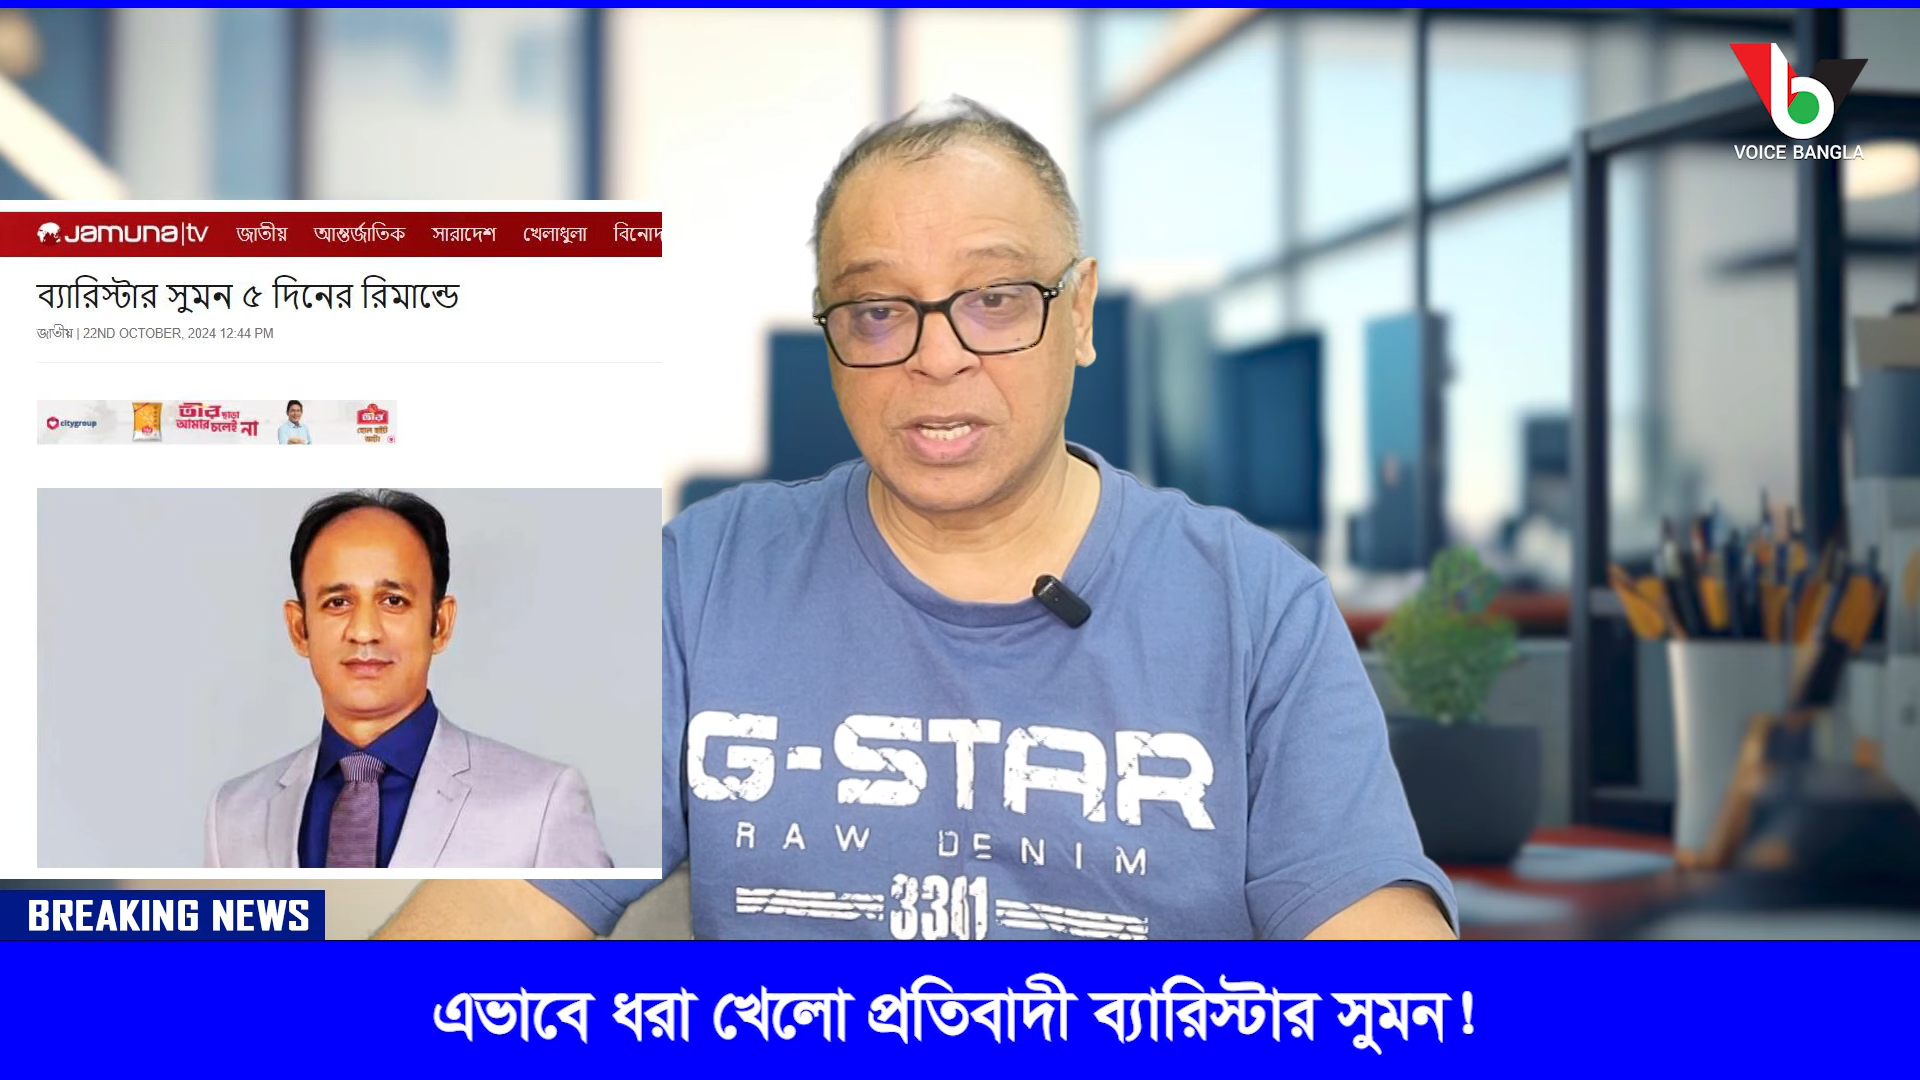 VOICE BANGLA
Jamuna|tv জাতীয় আন্তর্জাতিক সারাদেশ খেলাধুলা বিনোদ
ব্যারিস্টার সুমন ৫ দিনের রিমান্ডে
জাতীয় | 22ND OCTOBER, 2024 12:44 PM
citygroup
তীর ছাড়া
আমার চলেই না
তীর
G-STAR
RAW DENIM
3301
BREAKING NEWS
এভাবে ধরা খেলো প্রতিবাদী ব্যারিস্টার সুমন!